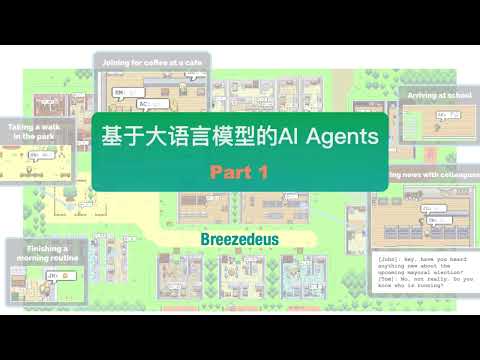 Joining for coffee at a cafe
Arriving at school
Taking a walk
in the park
基于大语言模型的AI Agents
Part 1
Breezedeus
Finishing a
morning routine
ing news with colleagues
[John]: Hey, have you heard
anything new about the
upcoming mayoral election?
[Tom]: No, not really. Do you
know who is running?